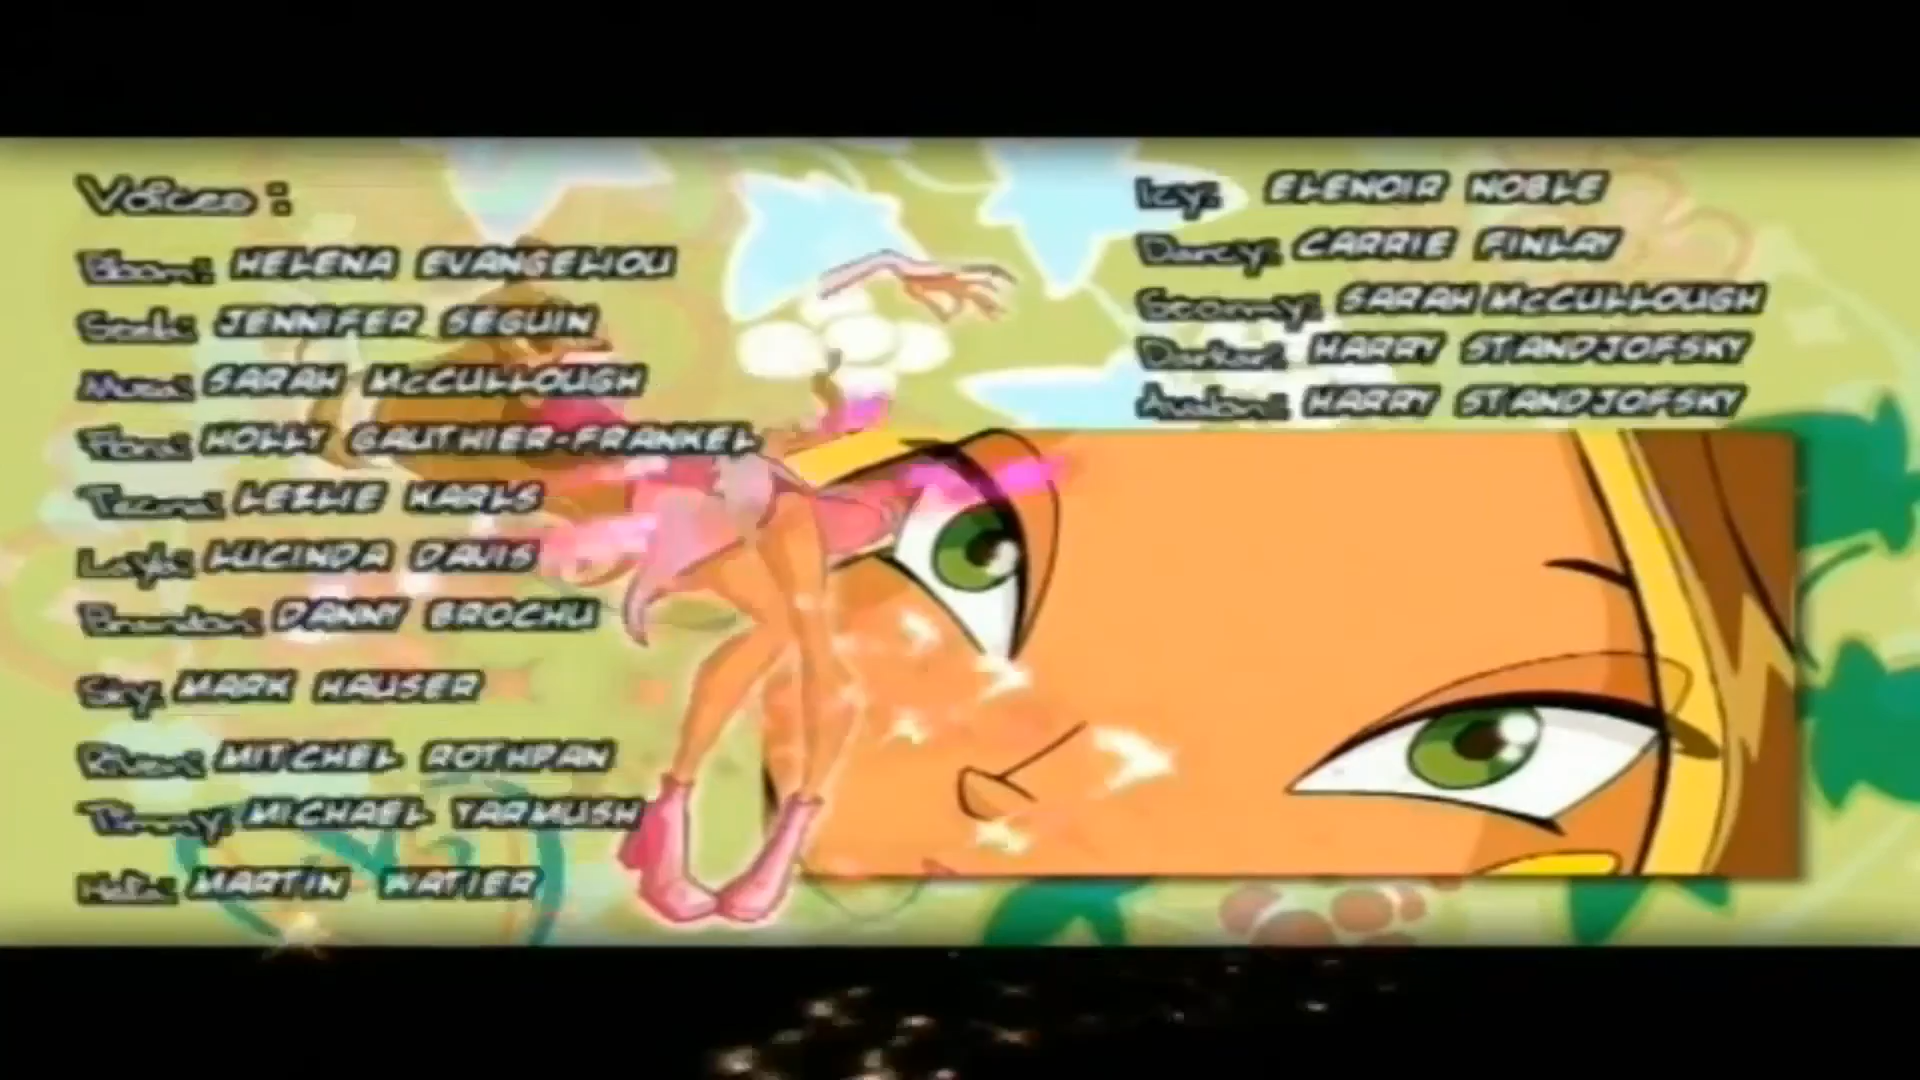 Voices:
Bloom: HELENA EVANGELIOU
Stella: JENNIFER SEGUIN
Musa: SARAH McCULLOUGH
Flora: HOLLY GAUTHIER-FRANKEL
Tecna: LEZLIE KARLS
Layla: LUCINDA DAVIS
Brandon: DANNY BROCHU
Sky: MARK HAUSER
Riven: MITCHEL ROTHPAN
Timmy: MICHAEL YARMUSH
Helia: MARTIN WATIER
Icy: ELENOIR NOBLE
Darcy: CARRIE FINLAY
Stormy: SARAH McCULLOUGH
Darkar: HARRY STANDJOFSKY
Avalon: HARRY STANDJOFSKY